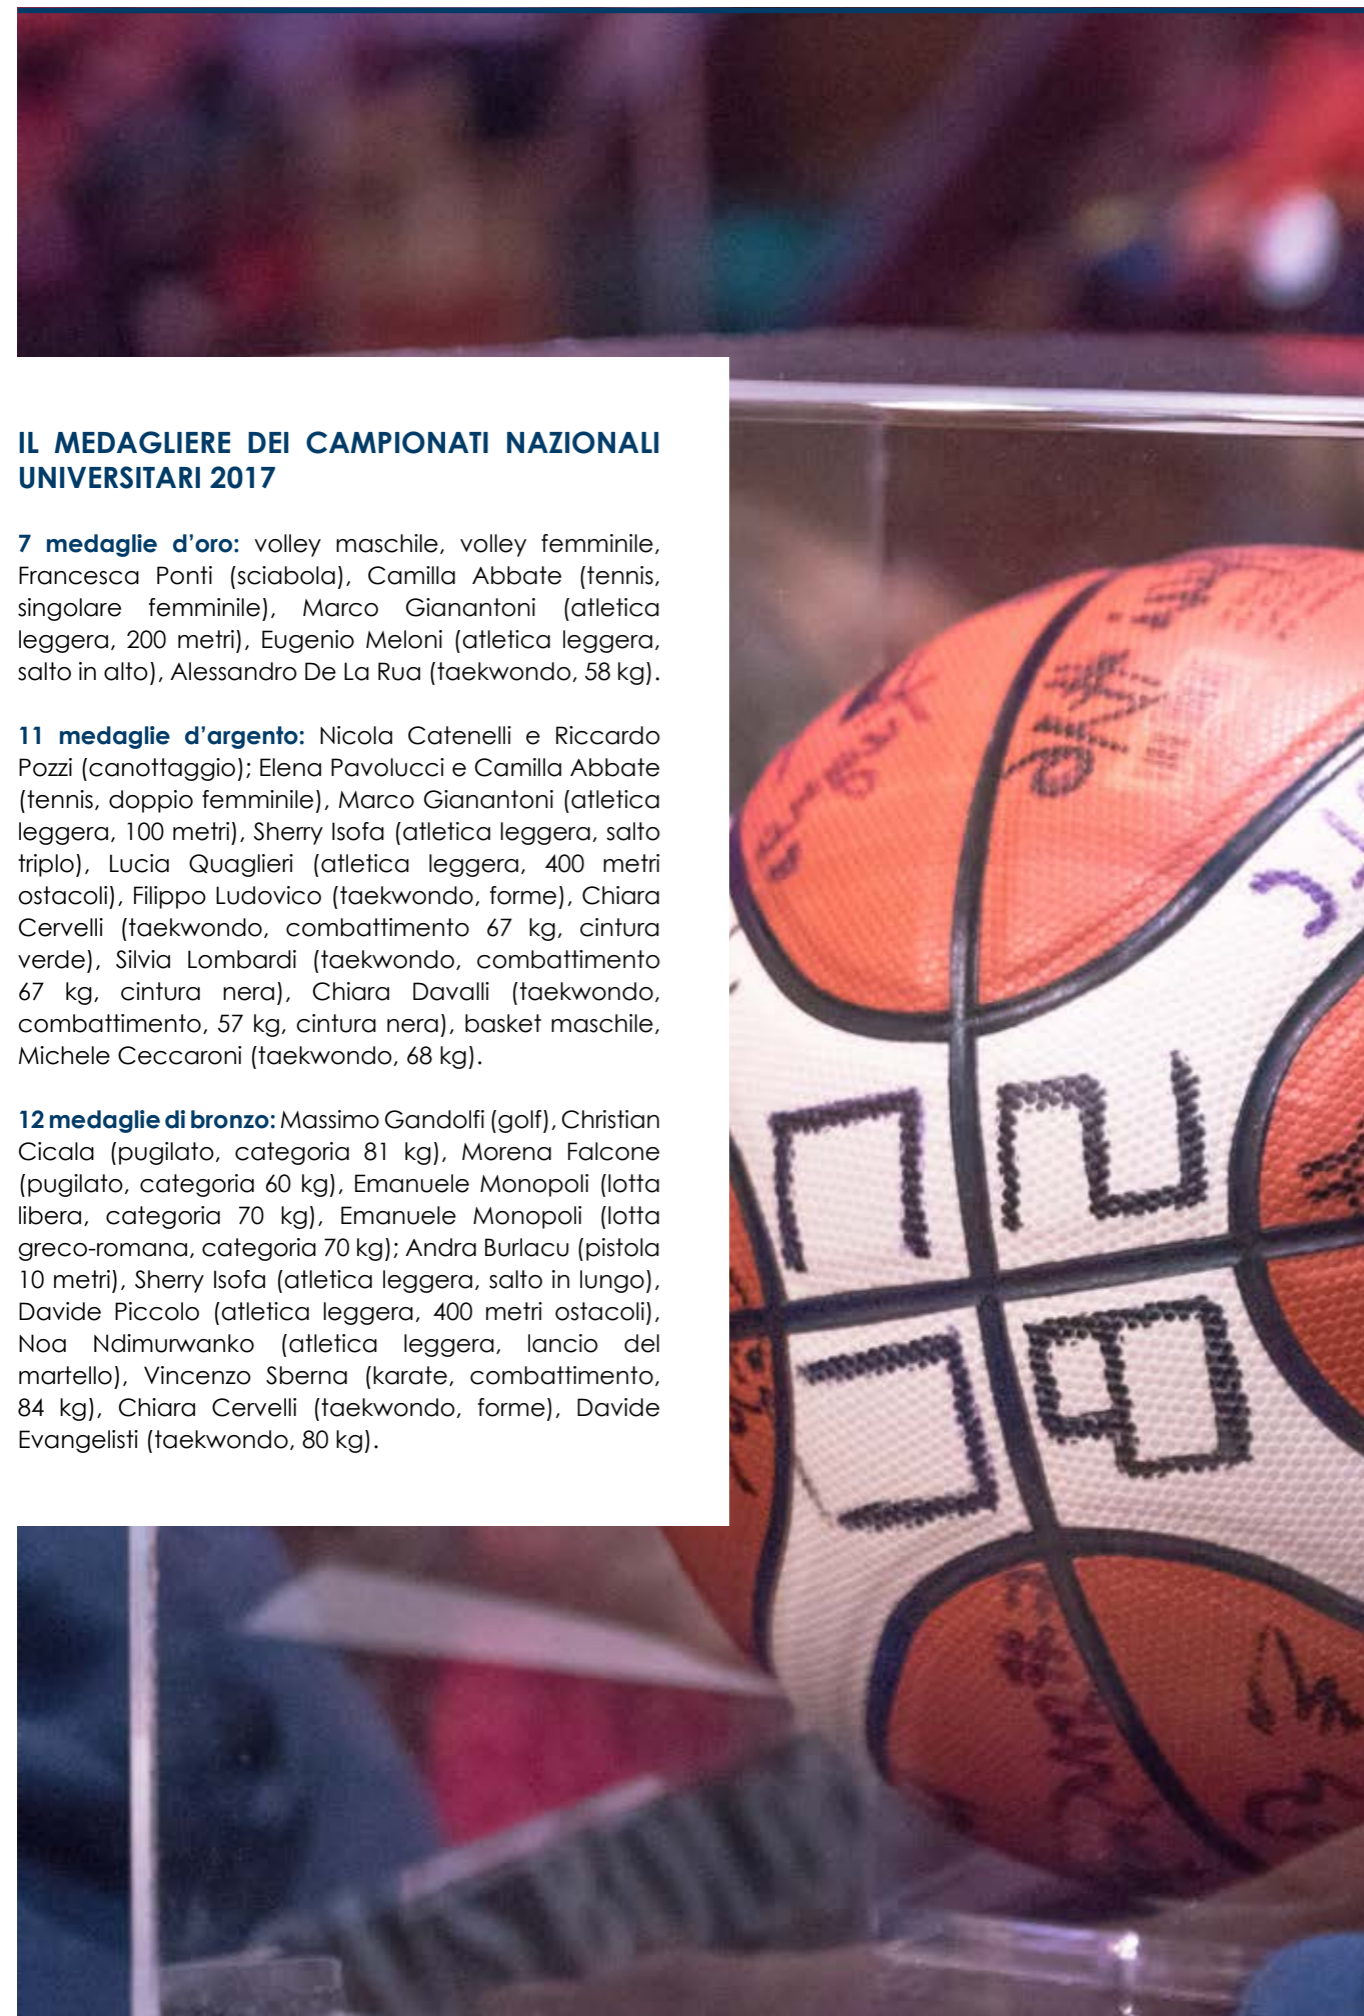 IL MEDAGLIERE DEI CAMPIONATI NAZIONALI
UNIVERSITARI 2017
7 medaglie d’oro: volley maschile, volley femminile,
Francesca Ponti (sciabola), Camilla Abbate (tennis,
singolare femminile), Marco Gianantoni (atletica
leggera, 200 metri), Eugenio Meloni (atletica leggera,
salto in alto), Alessandro De La Rua (taekwondo, 58 kg).
11 medaglie d’argento: Nicola Catenelli e Riccardo
Pozzi (canottaggio); Elena Pavolucci e Camilla Abbate
(tennis, doppio femminile), Marco Gianantoni (atletica
leggera, 100 metri), Sherry Isofa (atletica leggera, salto
triplo), Lucia Quaglieri (atletica leggera, 400 metri
ostacoli), Filippo Ludovico (taekwondo, forme), Chiara
Cervelli (taekwondo, combattimento 67 kg, cintura
verde), Silvia Lombardi (taekwondo, combattimento
67 kg, cintura nera), Chiara Davalli (taekwondo,
combattimento, 57 kg, cintura nera), basket maschile,
Michele Ceccaroni (taekwondo, 68 kg).
12 medaglie di bronzo: Massimo Gandolfi (golf), Christian
Cicala (pugilato, categoria 81 kg), Morena Falcone
(pugilato, categoria 60 kg), Emanuele Monopoli (lotta
libera, categoria 70 kg), Emanuele Monopoli (lotta
greco-romana, categoria 70 kg); Andra Burlacu (pistola
10 metri), Sherry Isofa (atletica leggera, salto in lungo),
Davide Piccolo (atletica leggera, 400 metri ostacoli),
Noa Ndimurwanko (atletica leggera, lancio del
martello), Vincenzo Sberna (karate, combattimento,
84 kg), Chiara Cervelli (taekwondo, forme), Davide
Evangelisti (taekwondo, 80 kg).